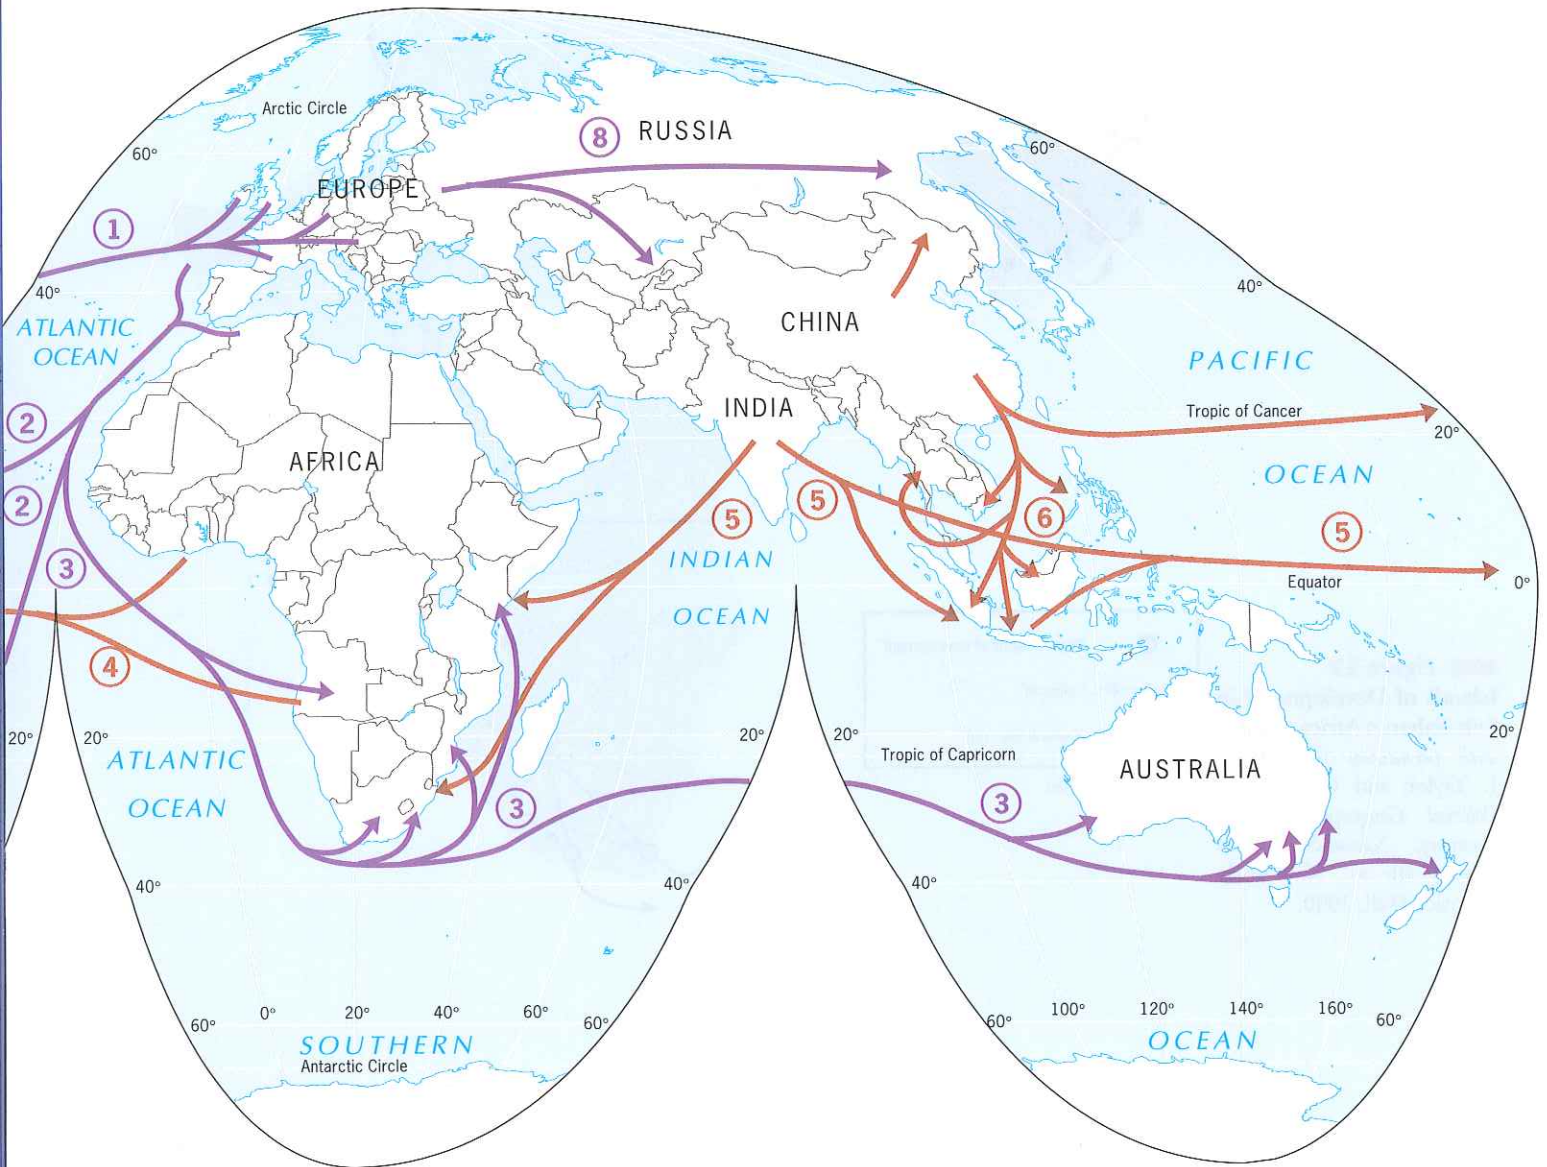 Arctic Circle
8
RUSSIA
60°
60°
EUROPE
1
40°
40°
ATLANTIC
OCEAN
CHINA
PACIFIC
INDIA
Tropic of Cancer
2
20°
AFRICA
OCEAN
2
5
5
6
5
3
INDIAN
Equator
0°
OCEAN
4
20°
20°
20°
20°
20°
ATLANTIC
Tropic of Capricorn
AUSTRALIA
OCEAN
3
3
40°
40°
40°
60°
0°
20°
40°
60°
60°
60°
100°
120°
140°
160°
60°
SOUTHERN
OCEAN
Antarctic Circle